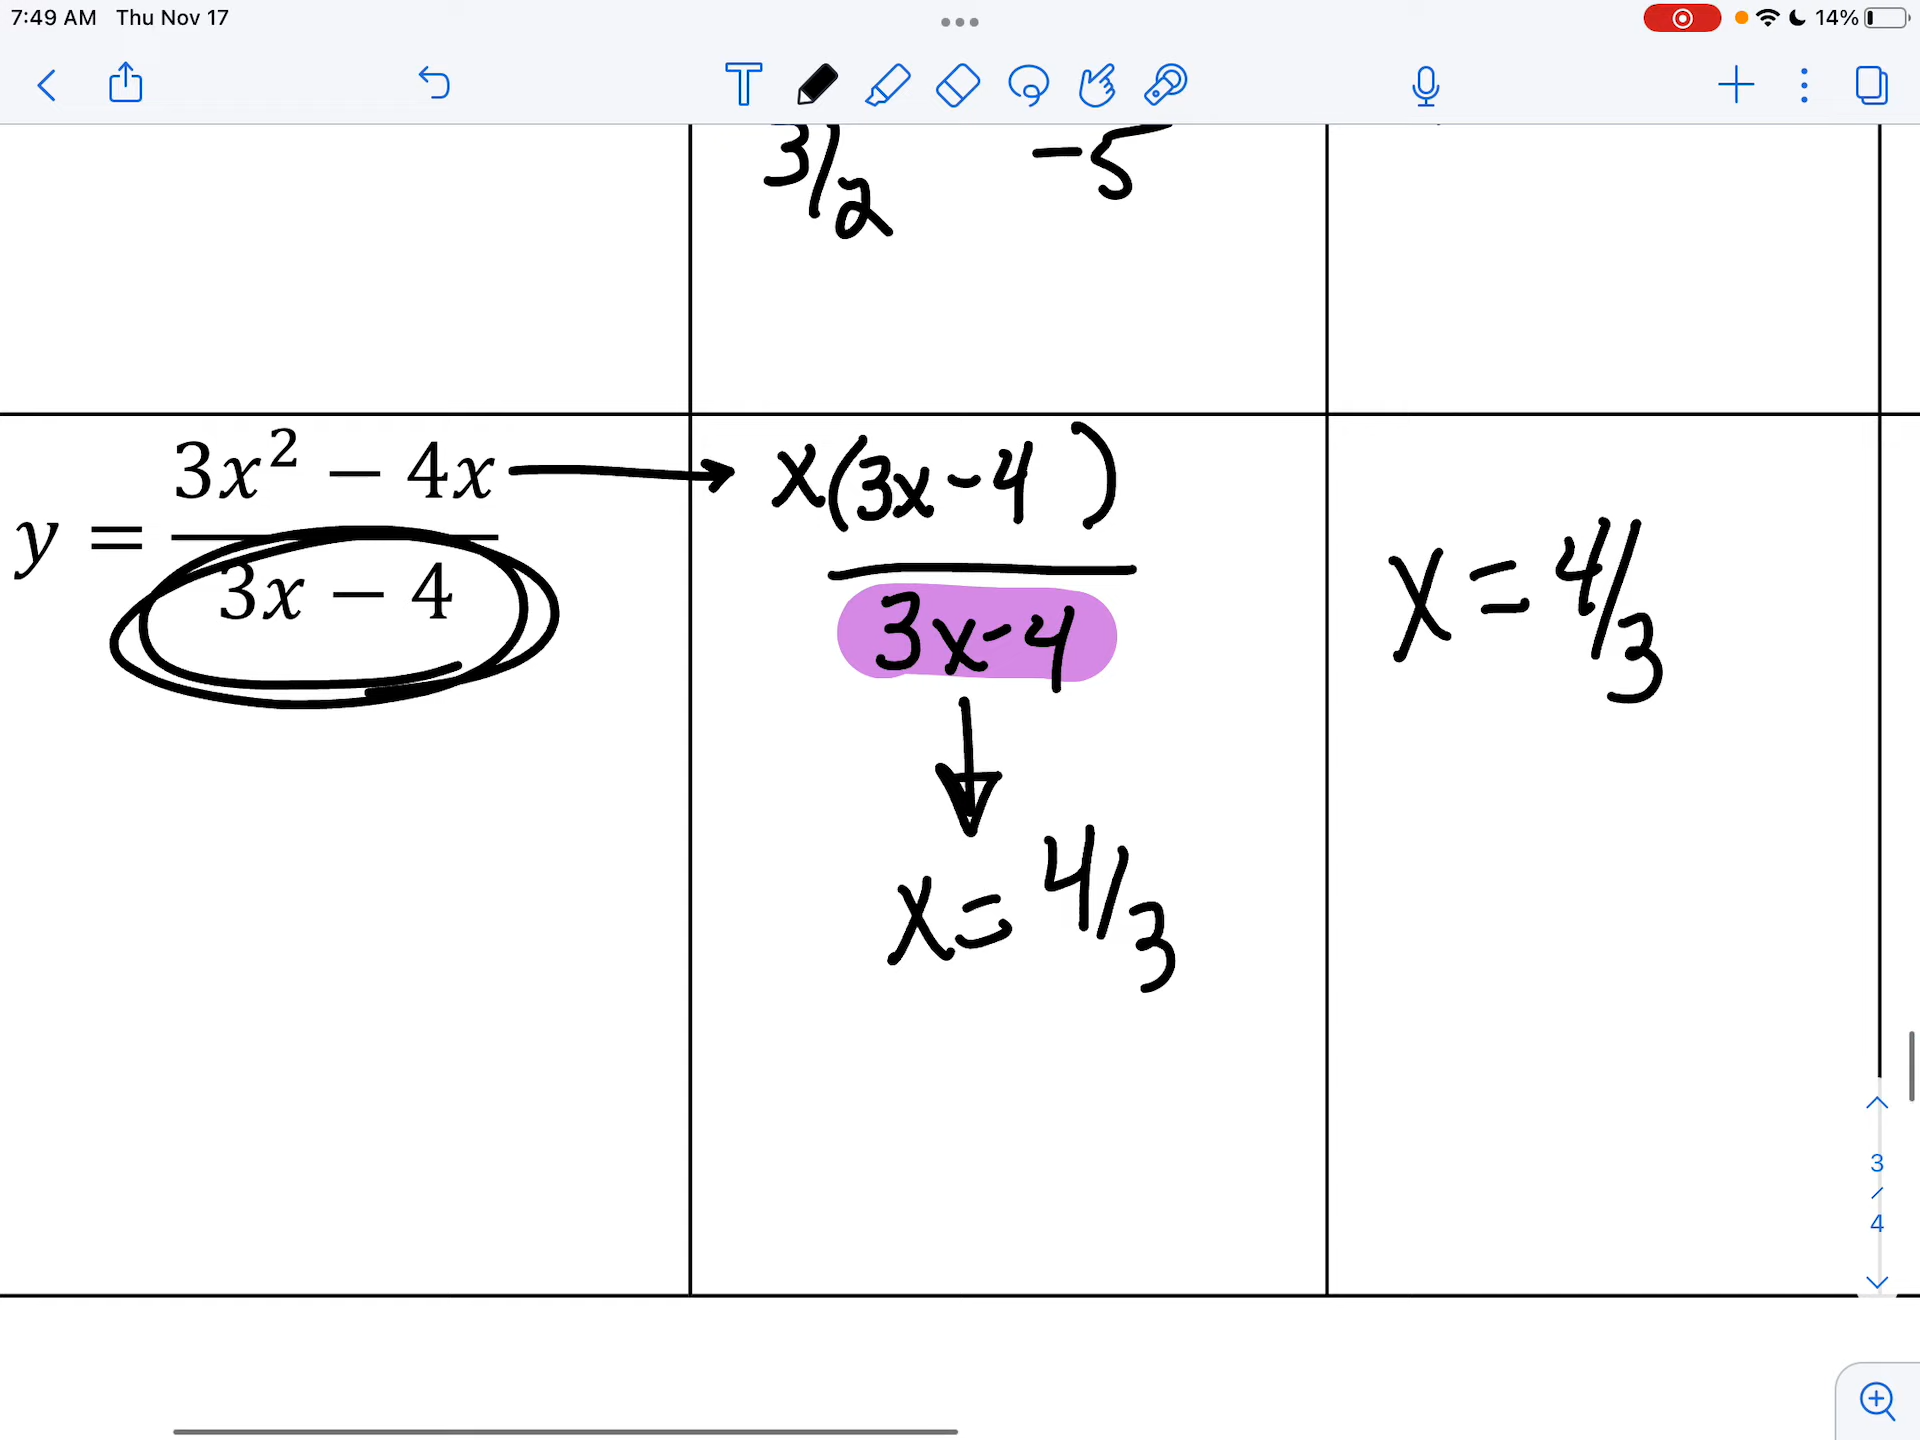 7:49 AM Thu Nov 17
14%
3/2 -5
y = \frac{3x^2 - 4x}{3x - 4}
x(3x-4)
3x-4
x = 4/3
x = 4/3
3
/
4